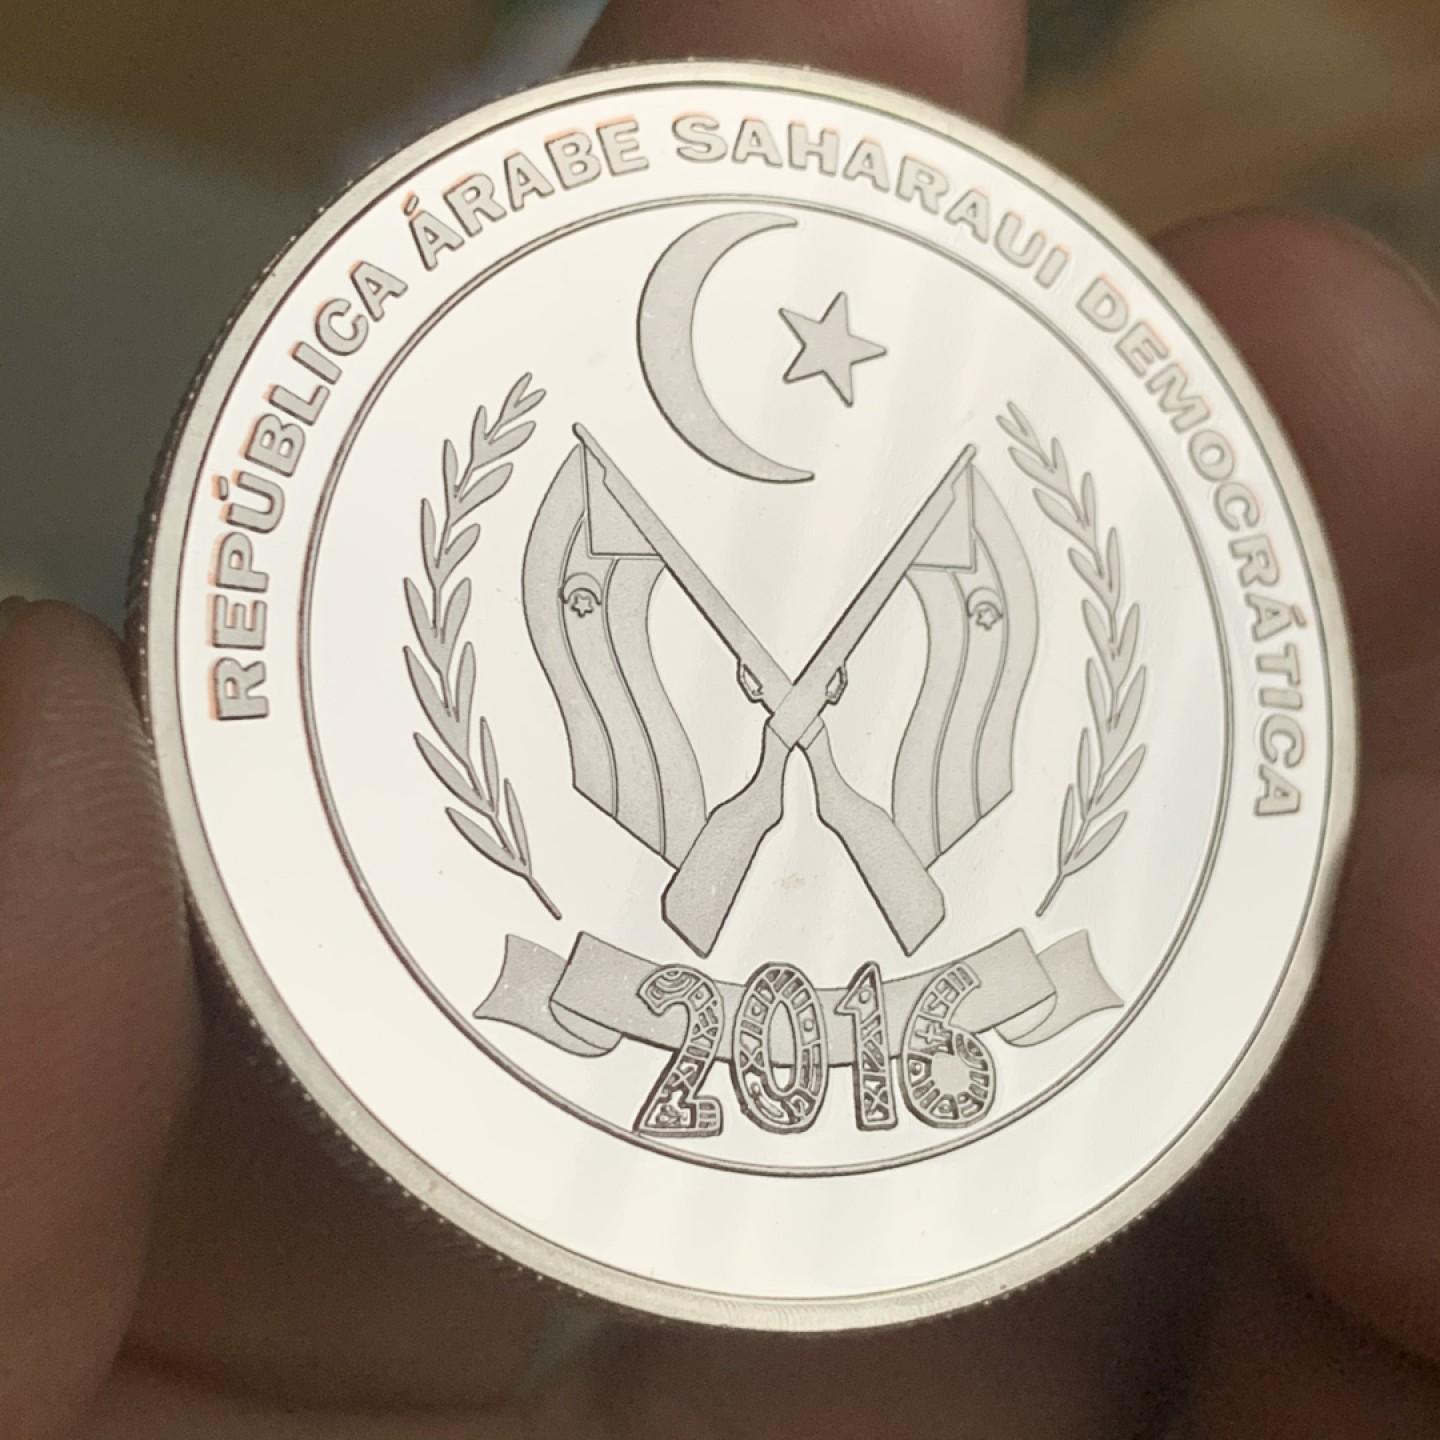 REPÚBLICA ÁRABE SAHARAUI DEMOCRÁTICA
2016